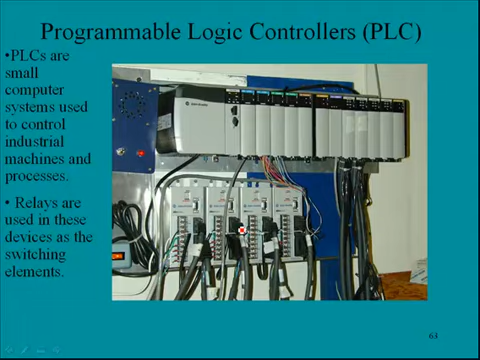 Programmable Logic Controllers (PLC)
•PLCs are
small
computer
systems used
to control
industrial
machines and
processes.
• Relays are
used in these
devices as the
switching
elements.
63